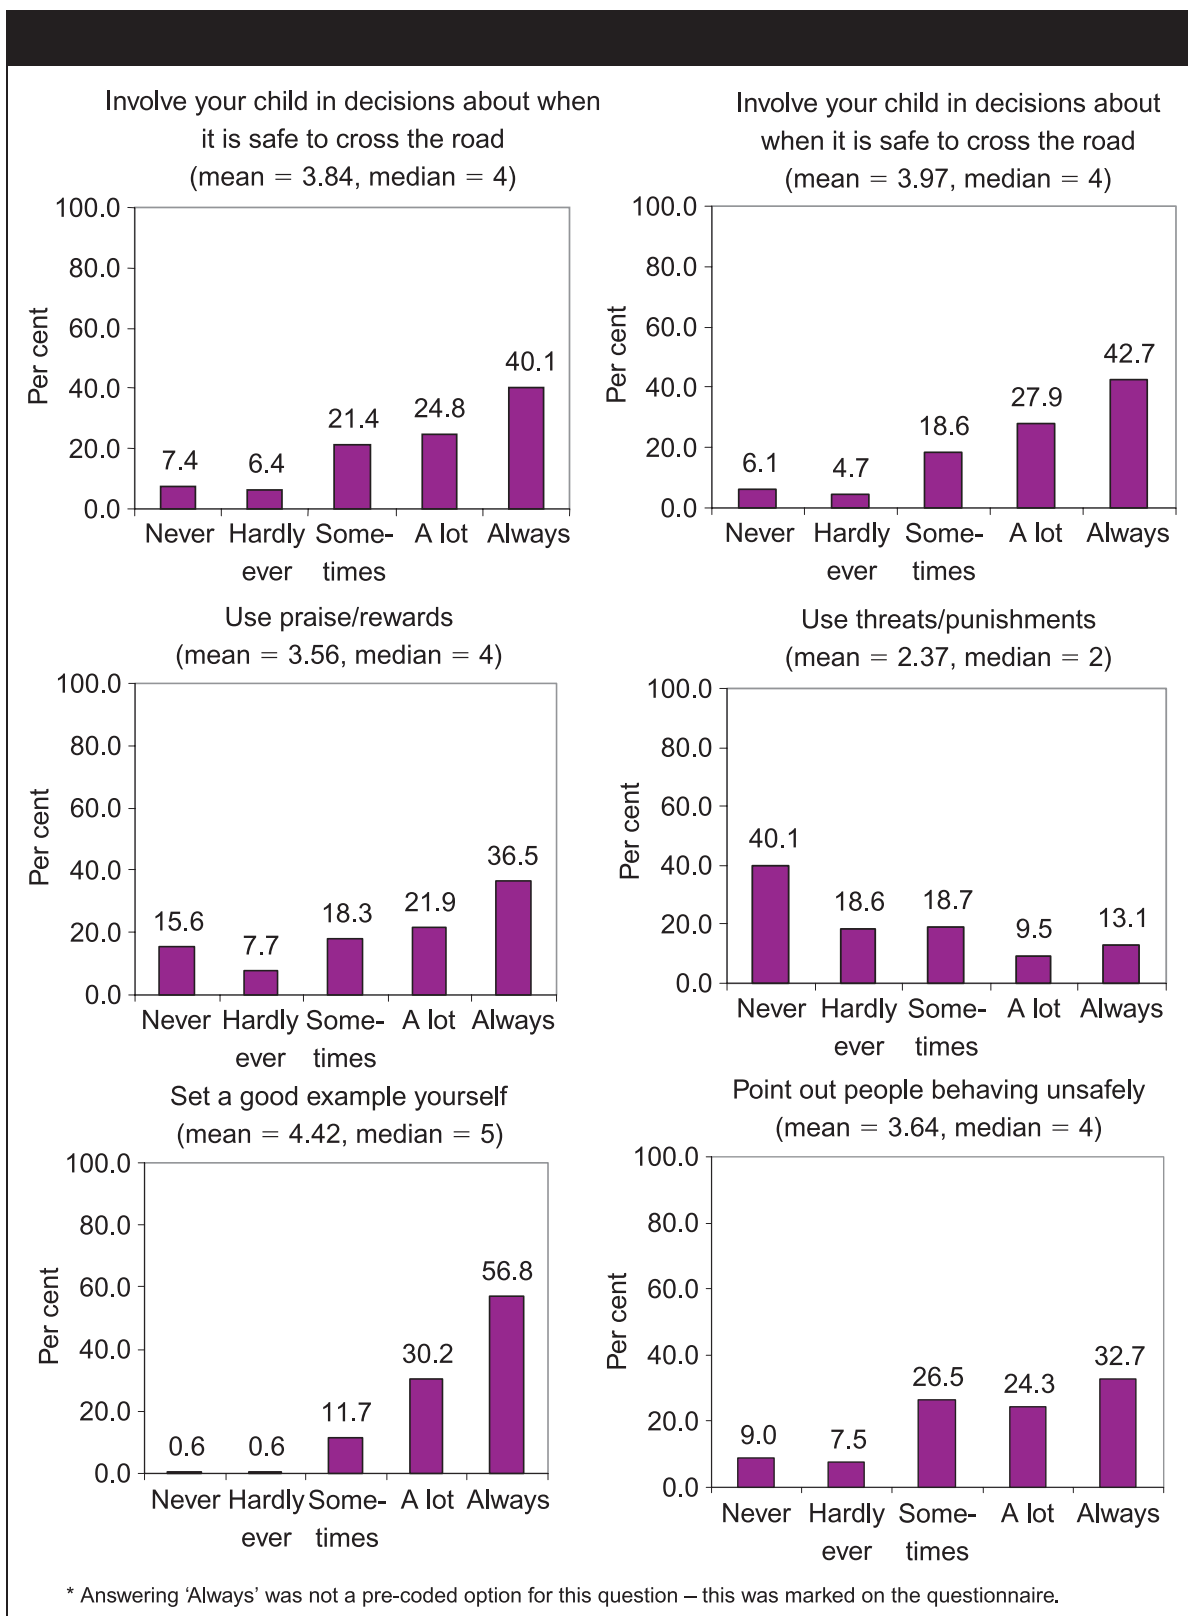 Involve your child in decisions about when
it is safe to cross the road
(mean = 3.84, median = 4)
100.0
80.0
60.0
40.0
20.0
0.0
Per cent
7.4
6.4
21.4
24.8
40.1
Never Hardly Some- A lot Always
ever times
Involve your child in decisions about
when it is safe to cross the road
(mean = 3.97, median = 4)
100.0
80.0
60.0
40.0
20.0
0.0
Per cent
6.1
4.7
18.6
27.9
42.7
Never Hardly Some- A lot Always
ever times
Use praise/rewards
(mean = 3.56, median = 4)
100.0
80.0
60.0
40.0
20.0
0.0
Per cent
15.6
7.7
18.3
21.9
36.5
Never Hardly Some- A lot Always
ever times
Use threats/punishments
(mean = 2.37, median = 2)
100.0
80.0
60.0
40.0
20.0
0.0
Per cent
40.1
18.6
18.7
9.5
13.1
Never Hardly Some- A lot Always
ever times
Set a good example yourself
(mean = 4.42, median = 5)
100.0
80.0
60.0
40.0
20.0
0.0
Per cent
0.6
0.6
11.7
30.2
56.8
Never Hardly Some- A lot Always
ever times
Point out people behaving unsafely
(mean = 3.64, median = 4)
100.0
80.0
60.0
40.0
20.0
0.0
Per cent
9.0
7.5
26.5
24.3
32.7
Never Hardly Some- A lot Always
ever times
* Answering ‘Always’ was not a pre-coded option for this question – this was marked on the questionnaire.